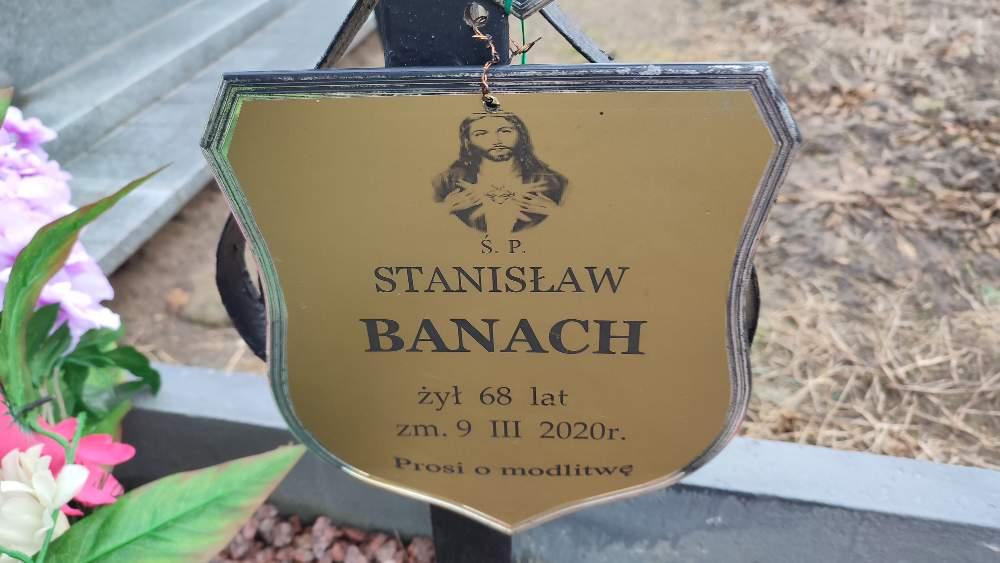 Ś. P.
STANISŁAW
BANACH
żył 68 lat
zm. 9 III 2020r.
Prosi o modlitwę